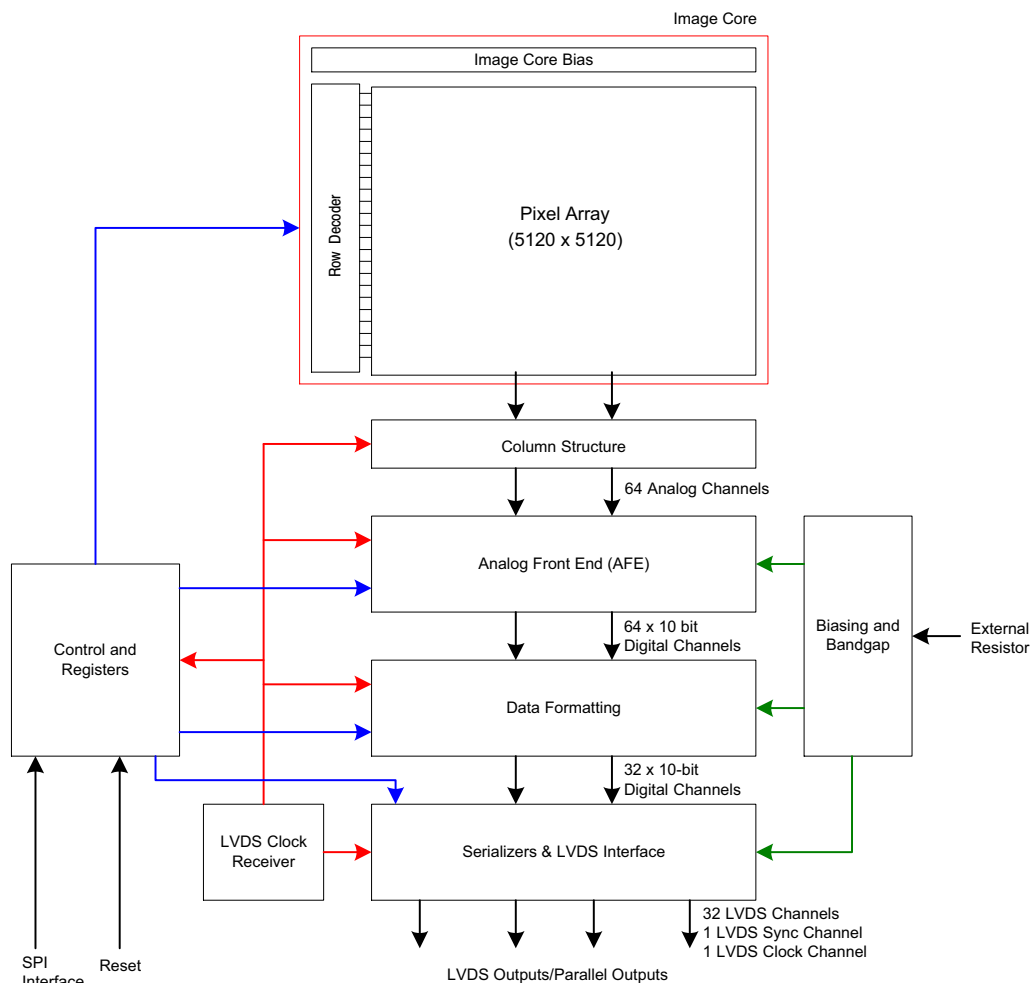 Image Core
Image Core Bias
Row Decoder
Pixel Array
(5120 x 5120)
Column Structure
64 Analog Channels
Analog Front End (AFE)
64 x 10 bit
Digital Channels
Biasing and
Bandgap
External
Resistor
Control and
Registers
Data Formatting
32 x 10-bit
Digital Channels
LVDS Clock
Receiver
Serializers & LVDS Interface
32 LVDS Channels
1 LVDS Sync Channel
1 LVDS Clock Channel
SPI
Interface
Reset
LVDS Outputs/Parallel Outputs